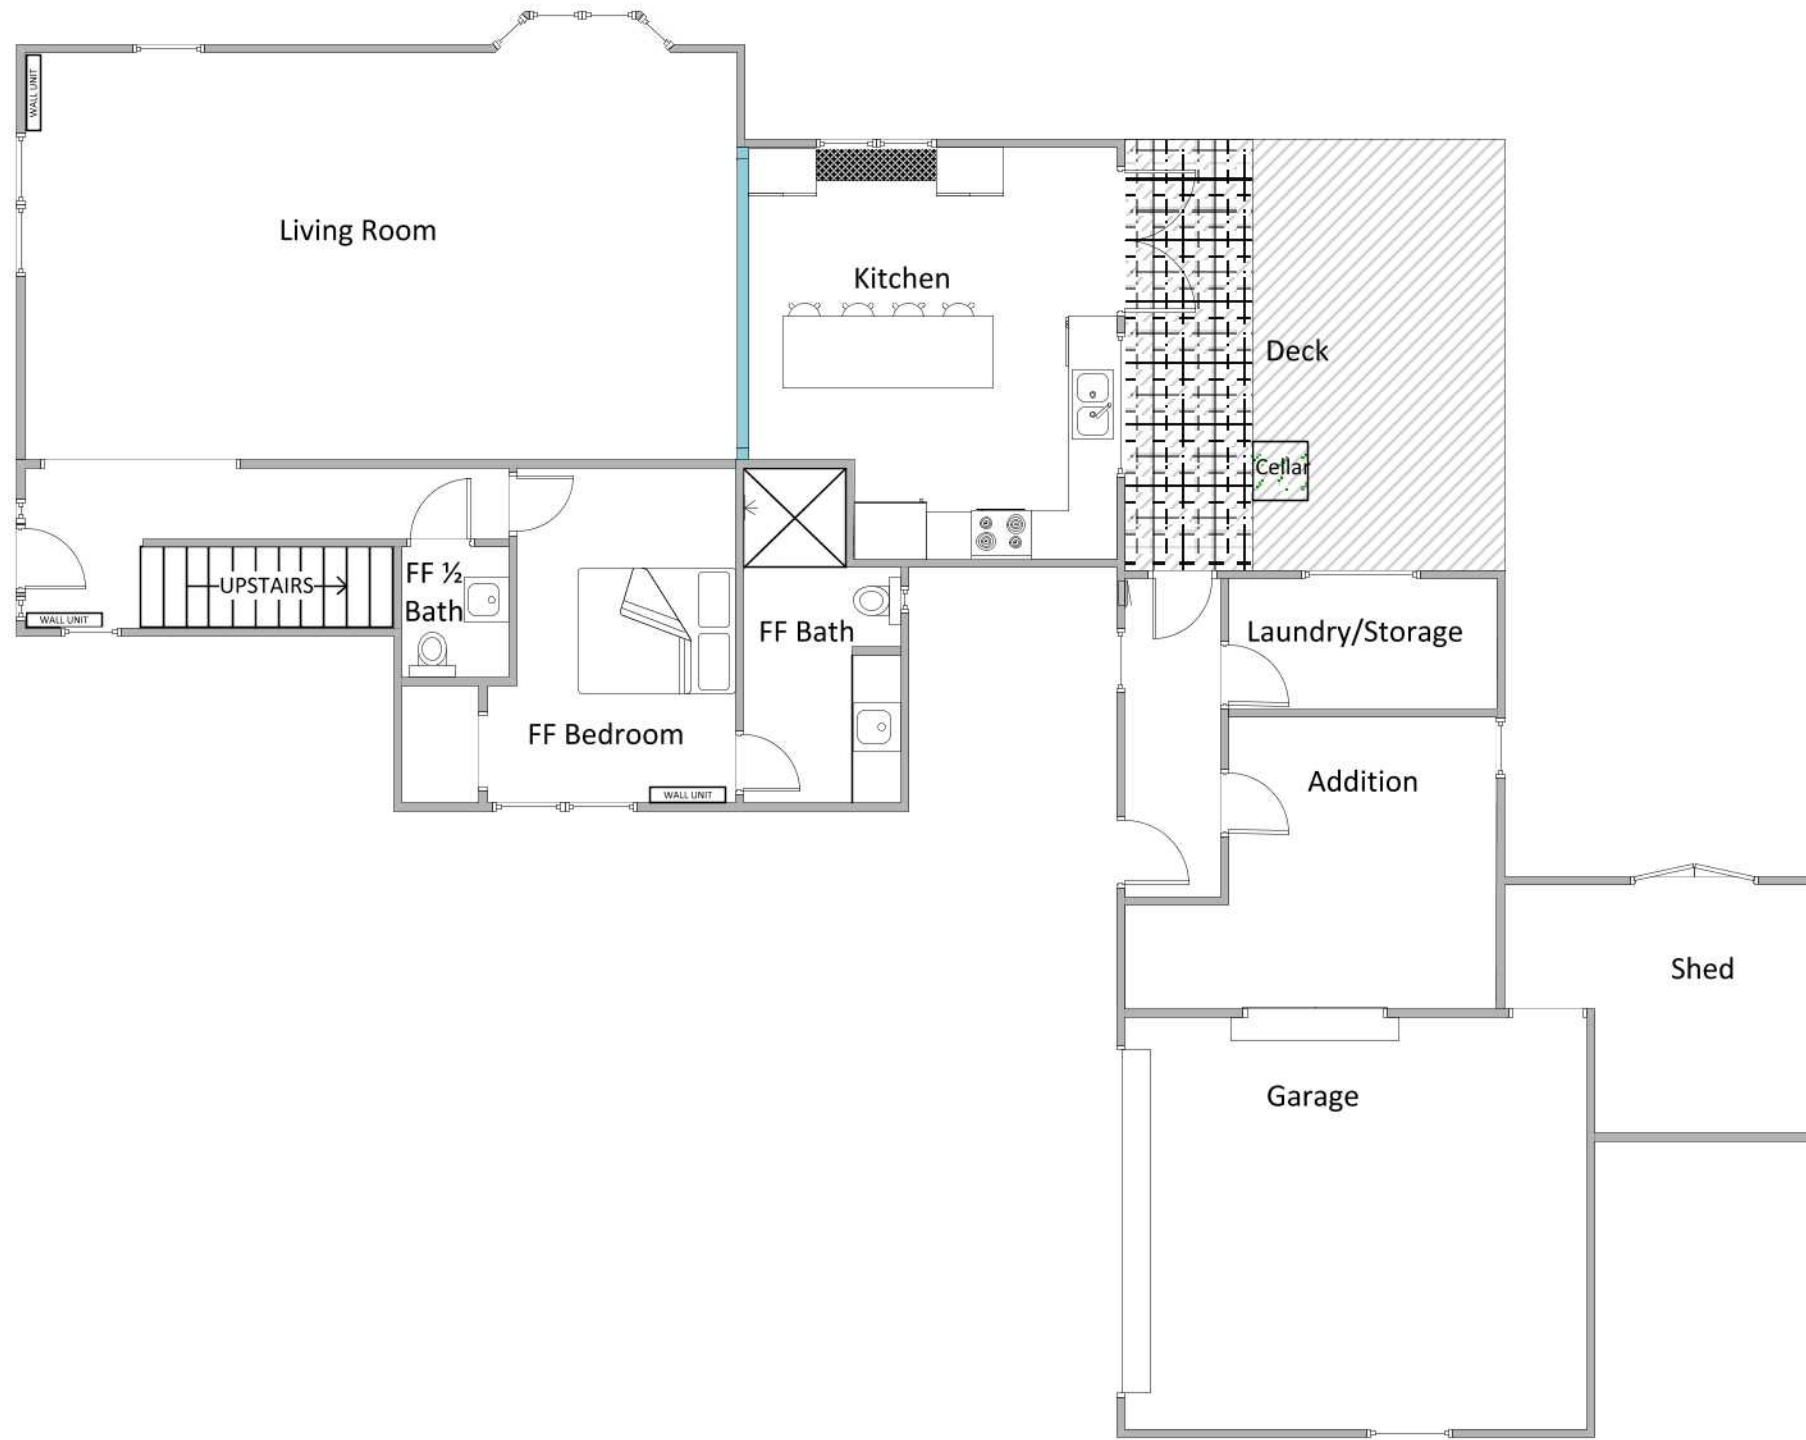 WALL UNIT
Living Room
Kitchen
Deck
Cellar
UPSTAIRS
FF ½
Bath
WALL UNIT
FF Bath
Laundry/Storage
FF Bedroom
WALL UNIT
Addition
Shed
Garage